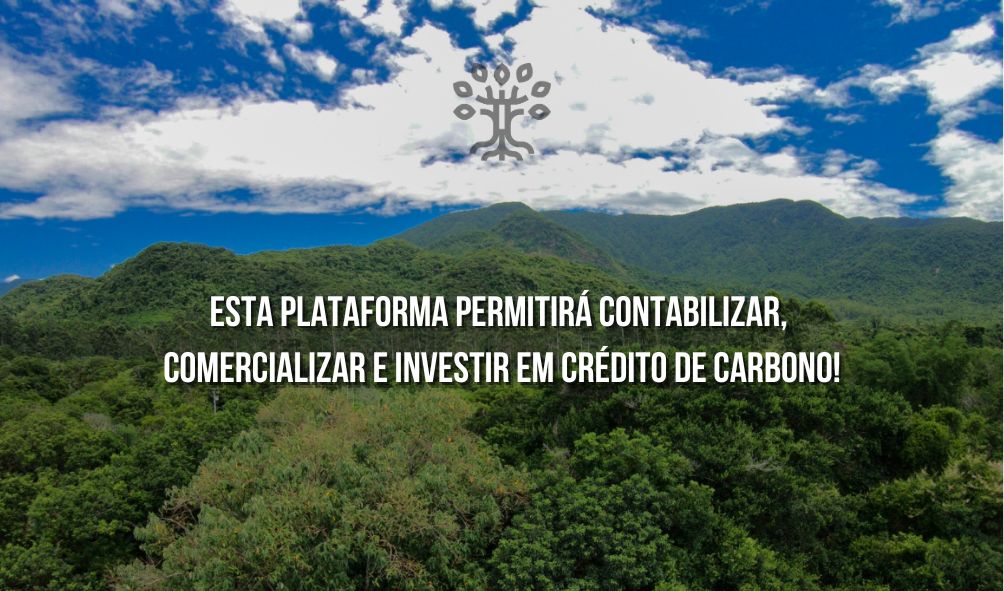 ESTA PLATAFORMA PERMITIRÁ CONTABILIZAR,
COMERCIALIZAR E INVESTIR EM CRÉDITO DE CARBONO!